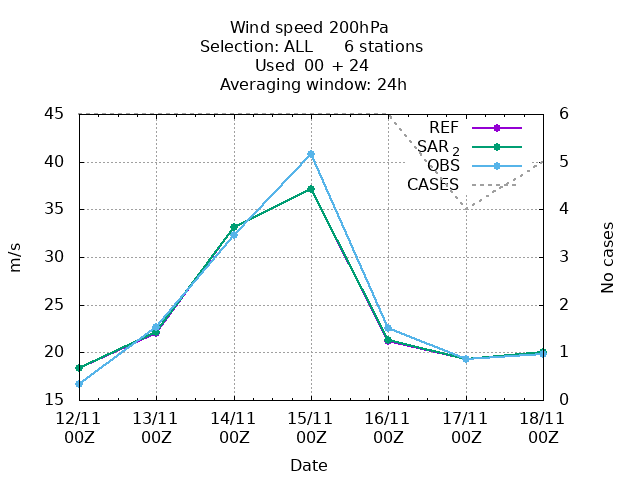 Wind speed 200hPa
Selection: ALL 6 stations
Used 00 + 24
Averaging window: 24h
45 6
REF
SAR 2
40 5
OBS
CASES
35 4
30 3
25 2
20 1
15 0
m/s
No cases
12/11 13/11 14/11 15/11 16/11 17/11 18/11
00Z 00Z 00Z 00Z 00Z 00Z 00Z
Date